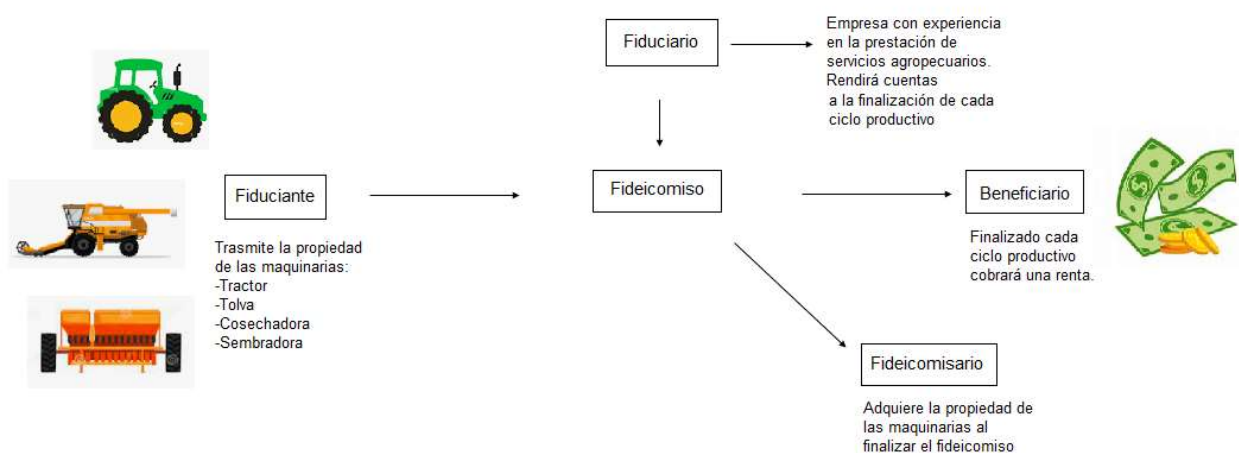 Fiduciario
Empresa con experiencia
en la prestación de
servicios agropecuarios.
Rendirá cuentas
a la finalización de cada
ciclo productivo
Fiduciante
Trasmite la propiedad
de las maquinarias:
-Tractor
-Tolva
-Cosechadora
-Sembradora
Fideicomiso
Beneficiario
Finalizado cada
ciclo productivo
cobrará una renta.
Fideicomisario
Adquiere la propiedad de
las maquinarias al
finalizar el fideicomiso